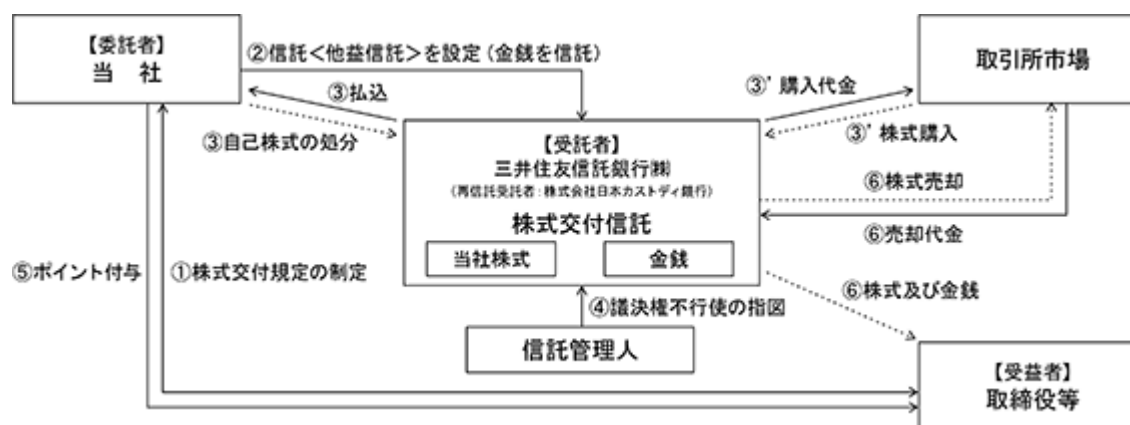 【委託者】
当　社
②信託<他益信託>を設定（金銭を信託）
取引所市場
③払込
③自己株式の処分
③’購入代金
③’株式購入
【受託者】
三井住友信託銀行㈱
（再信託受託者：株式会社日本カストディ銀行）
株式交付信託
当社株式
金銭
⑥株式売却
⑥売却代金
⑤ポイント付与
①株式交付規定の制定
④議決権不行使の指図
⑥株式及び金銭
信託管理人
【受益者】
取締役等